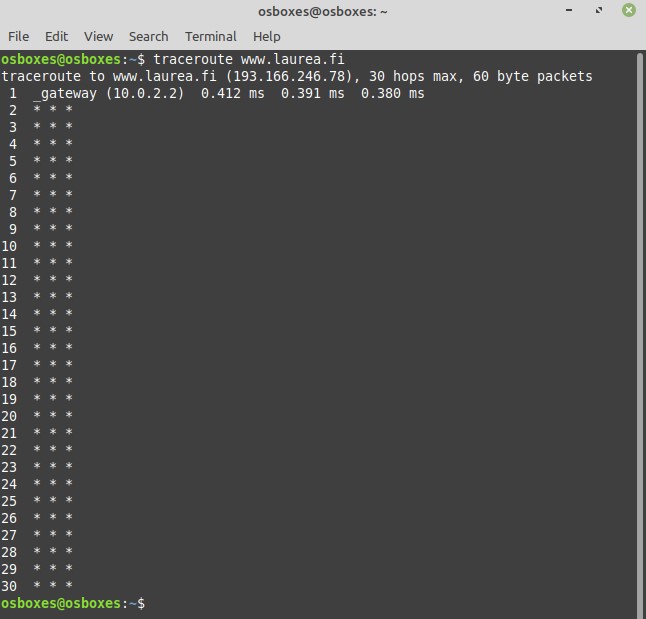 osboxes@osboxes: ~
File Edit View Search Terminal Help
osboxes@osboxes:~$ traceroute www.laurea.fi
traceroute to www.laurea.fi (193.166.246.78), 30 hops max, 60 byte packets
 1  _gateway (10.0.2.2)  0.412 ms  0.391 ms  0.380 ms
 2  * * *
 3  * * *
 4  * * *
 5  * * *
 6  * * *
 7  * * *
 8  * * *
 9  * * *
10  * * *
11  * * *
12  * * *
13  * * *
14  * * *
15  * * *
16  * * *
17  * * *
18  * * *
19  * * *
20  * * *
21  * * *
22  * * *
23  * * *
24  * * *
25  * * *
26  * * *
27  * * *
28  * * *
29  * * *
30  * * *
osboxes@osboxes:~$